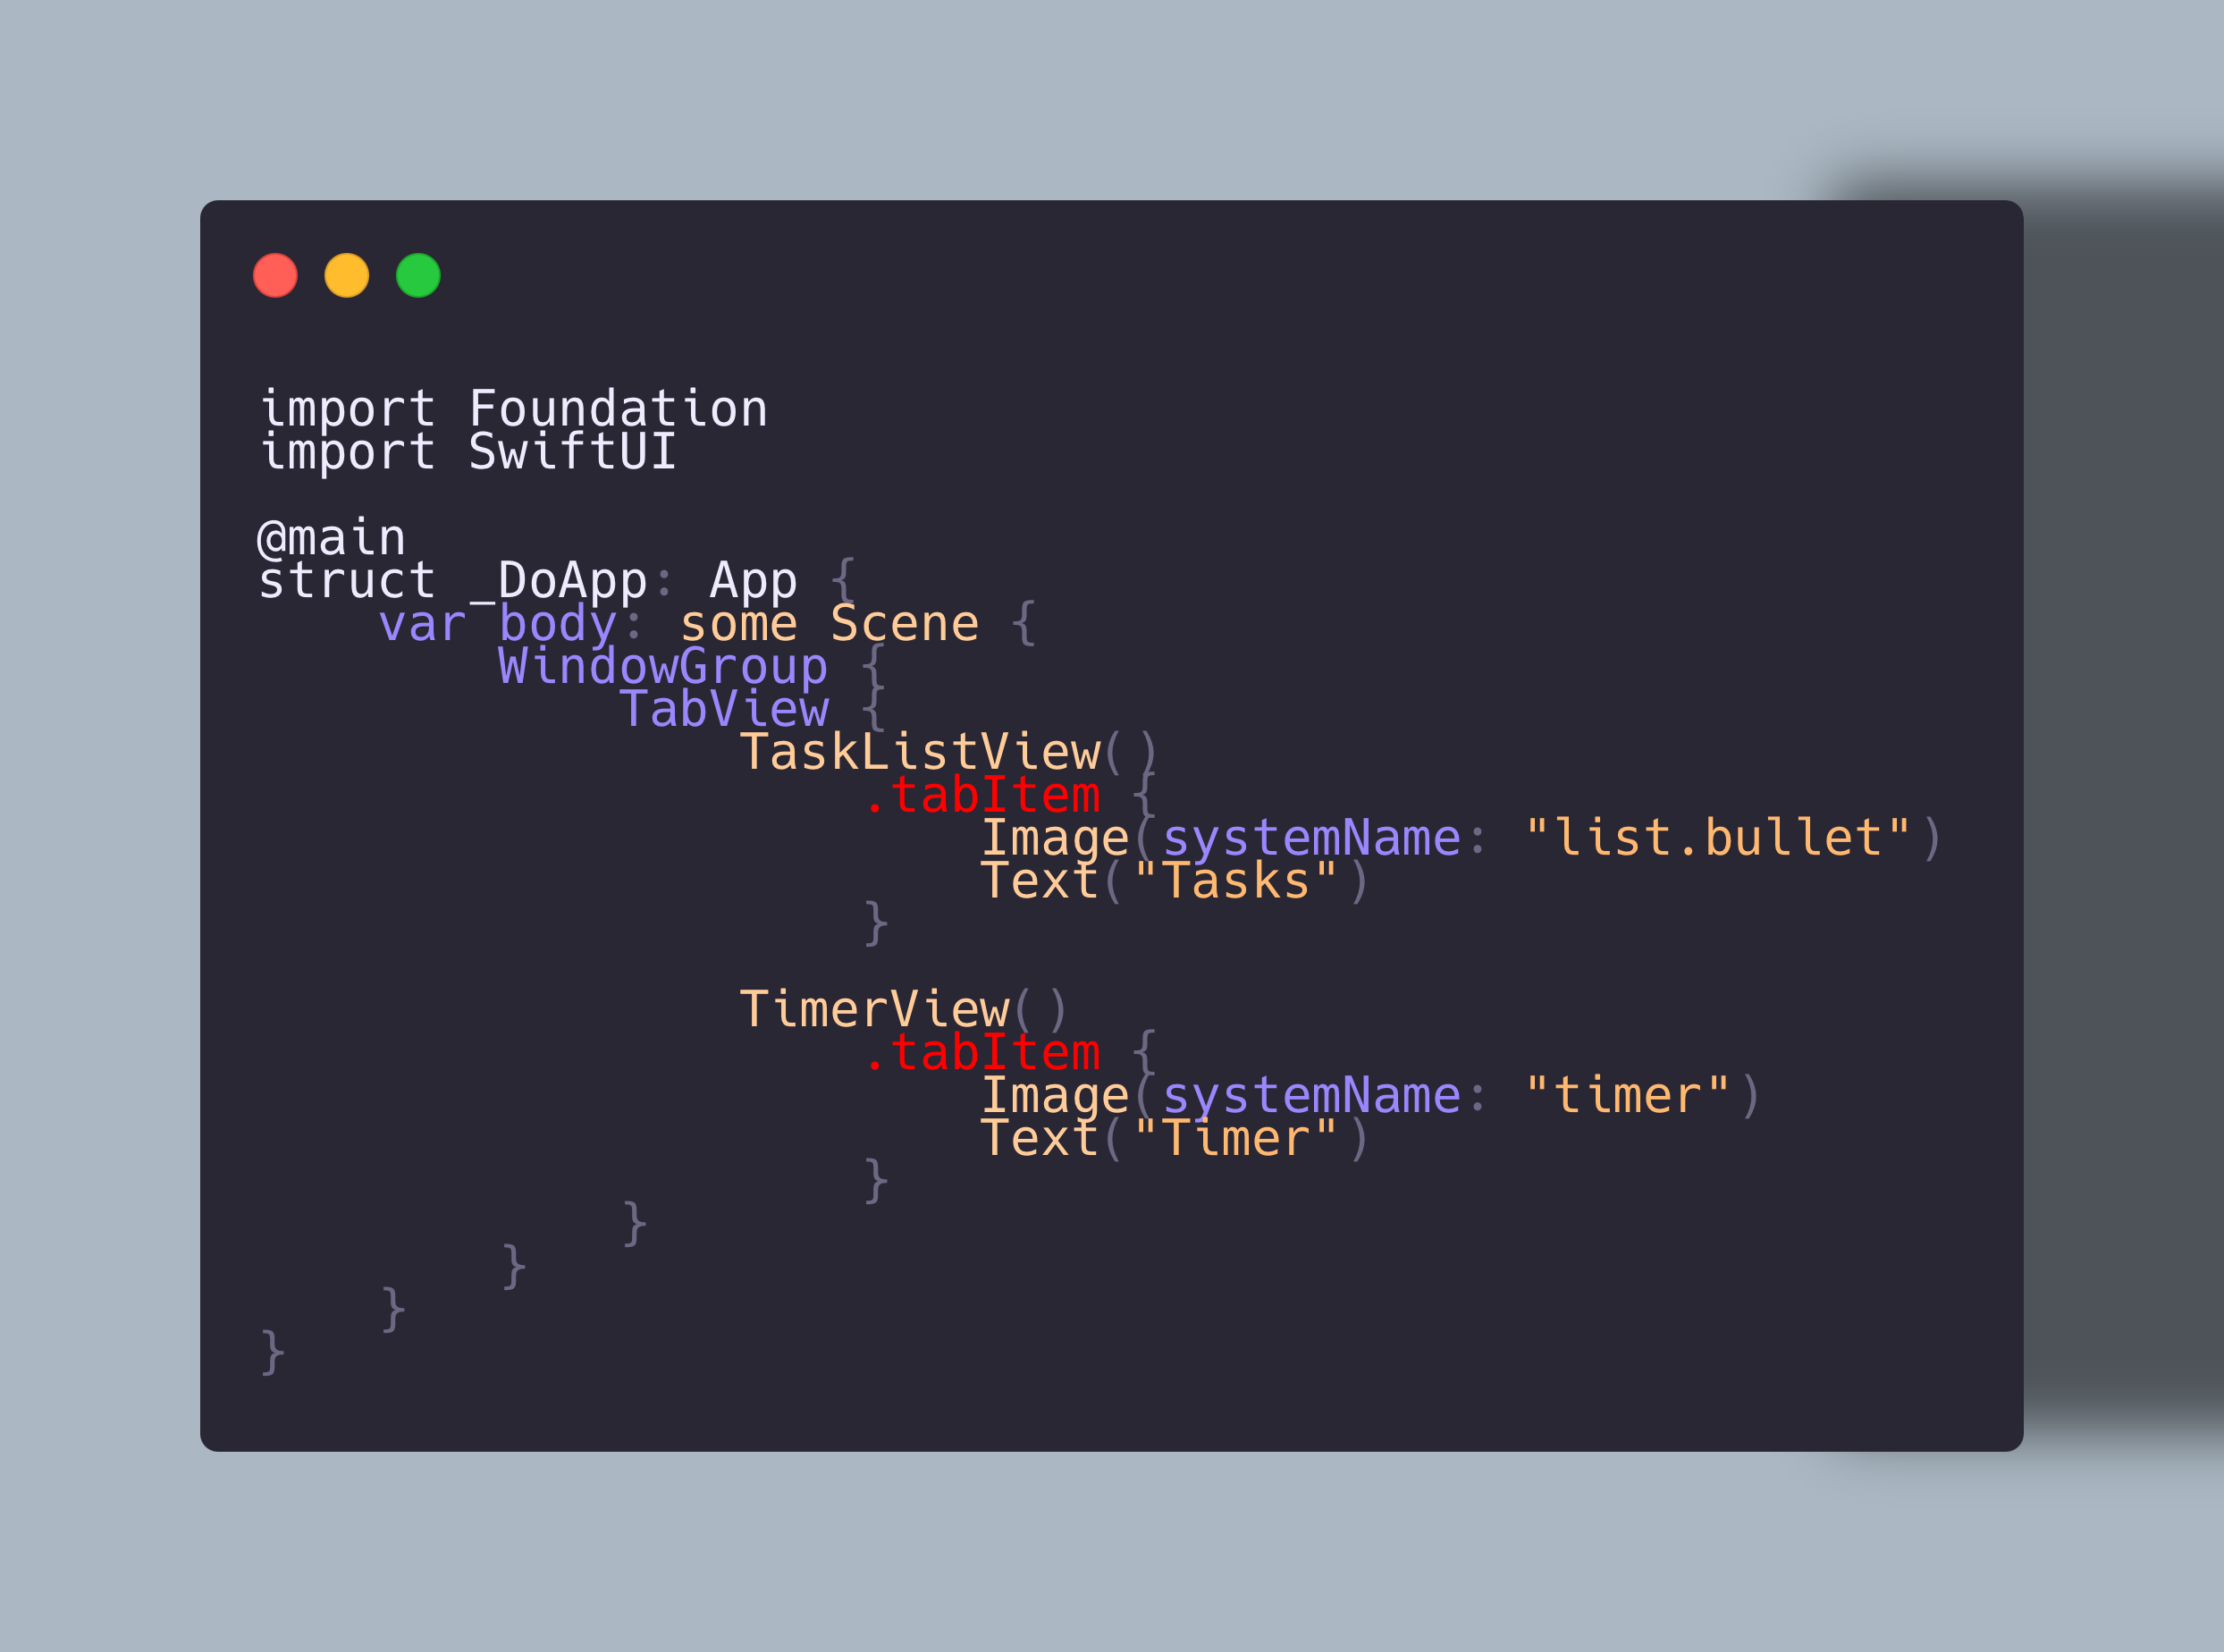 import Foundation
import SwiftUI

@main
struct _DoApp: App {
    var body: some Scene {
        WindowGroup {
            TabView {
                TaskListView()
                    .tabItem {
                        Image(systemName: "list.bullet")
                        Text("Tasks")
                    }

                TimerView()
                    .tabItem {
                        Image(systemName: "timer")
                        Text("Timer")
                    }
            }
        }
    }
}